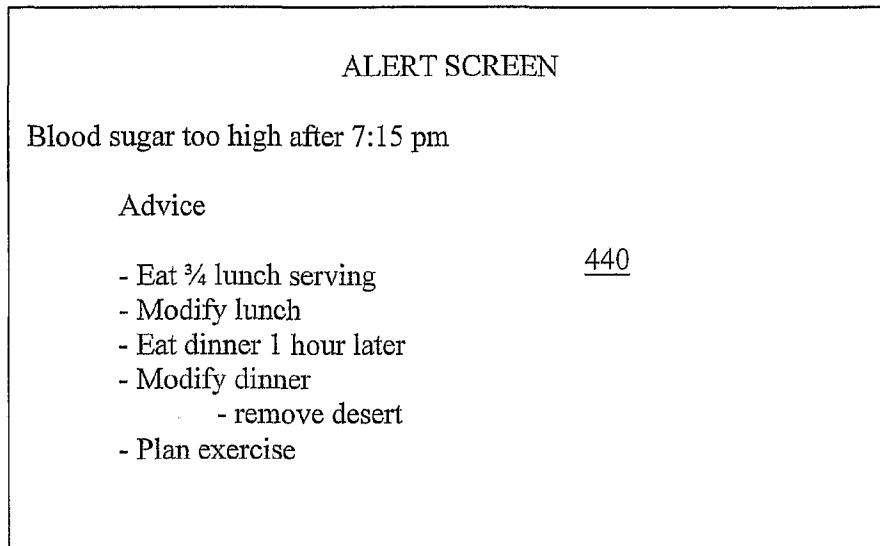 ALERT SCREEN
Blood sugar too high after 7:15 pm
Advice
440
- Eat ¾ lunch serving
- Modify lunch
- Eat dinner 1 hour later
- Modify dinner
- remove desert
- Plan exercise